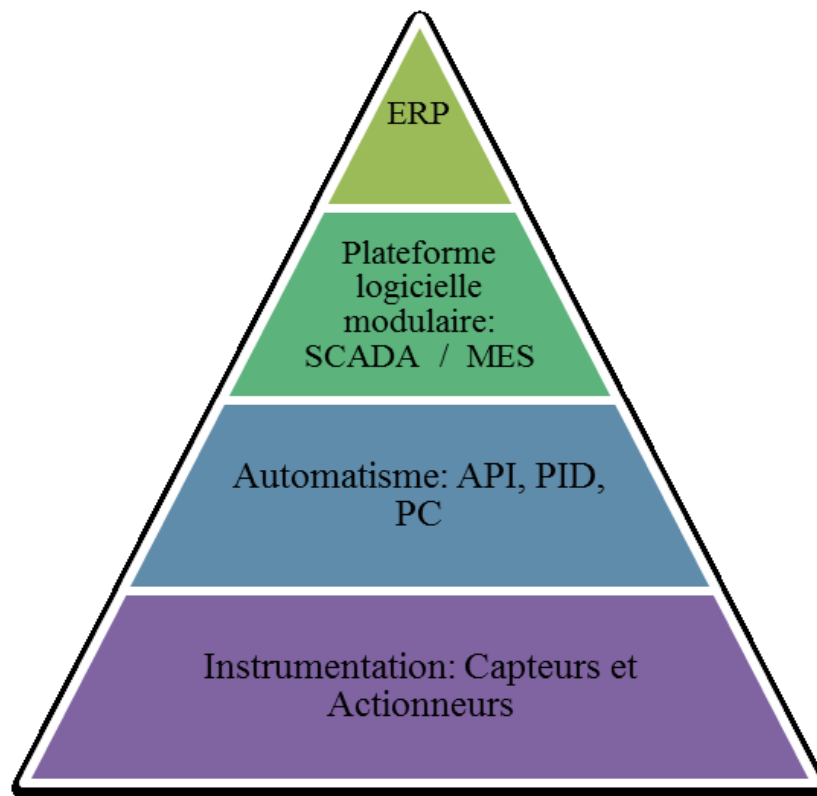 ERP
Plateforme
logicielle
modulaire:
SCADA / MES
Automatisme: API, PID,
PC
Instrumentation: Capteurs et
Actionneurs